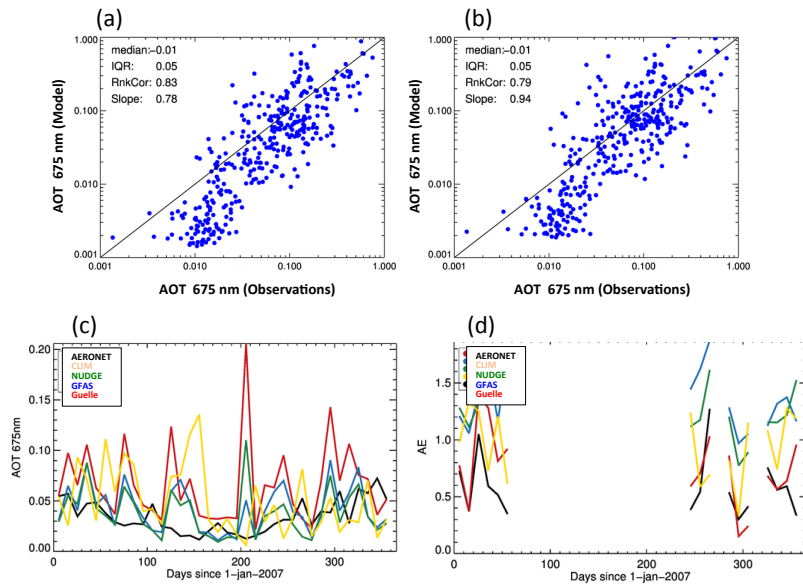 (a)
(b)
1.000
0.100
0.010
0.001
AOT 675 nm (Model)
median:-0.01
IQR: 0.05
RnkCor: 0.83
Slope: 0.78
0.001 0.010 0.100 1.000
AOT 675 nm (Observations)
1.000
0.100
0.010
0.001
AOT 675 nm (Model)
median:-0.01
IQR: 0.05
RnkCor: 0.79
Slope: 0.94
0.001 0.010 0.100 1.000
AOT 675 nm (Observations)
(c)
(d)
0.20
0.15
0.10
0.05
0.00
AOT 675nm
AERONET
CLIM
NUDGE
GFAS
Guelle
0 100 200 300
Days since 1-jan-2007
1.5
1.0
0.5
0.0
AE
AERONET
CLIM
NUDGE
GFAS
Guelle
0 100 200 300
Days since 1-jan-2007